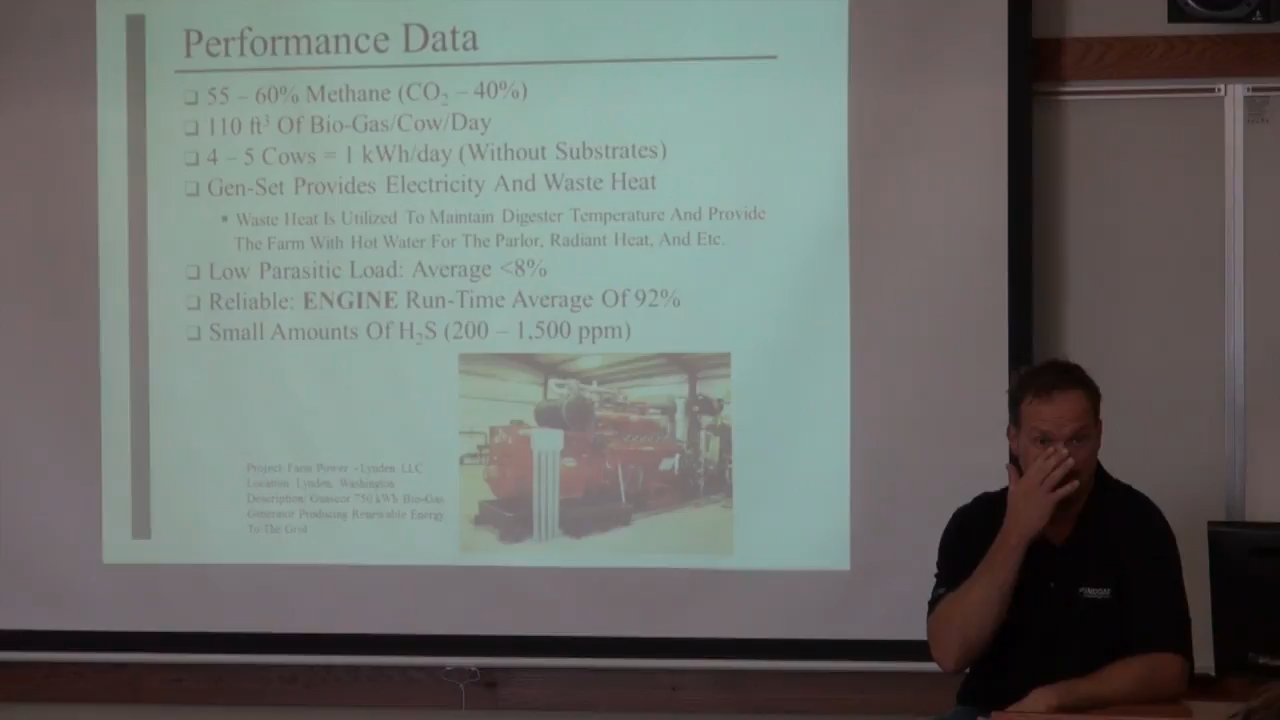 Performance Data
❑ 55 – 60% Methane (CO₂ – 40%)
❑ 110 ft³ Of Bio-Gas/Cow/Day
❑ 4 – 5 Cows = 1 kWh/day (Without Substrates)
❑ Gen-Set Provides Electricity And Waste Heat
▪ Waste Heat Is Utilized To Maintain Digester Temperature And Provide
The Farm With Hot Water For The Parlor, Radiant Heat, And Etc.
❑ Low Parasitic Load: Average <8%
❑ Reliable: ENGINE Run-Time Average Of 92%
❑ Small Amounts Of H₂S (200 – 1,500 ppm)
Project: Farm Power - Lynden LLC
Location: Lynden, Washington
Description: Guascor 750 kWh Bio-Gas
Generator Producing Renewable Energy
To The Grid